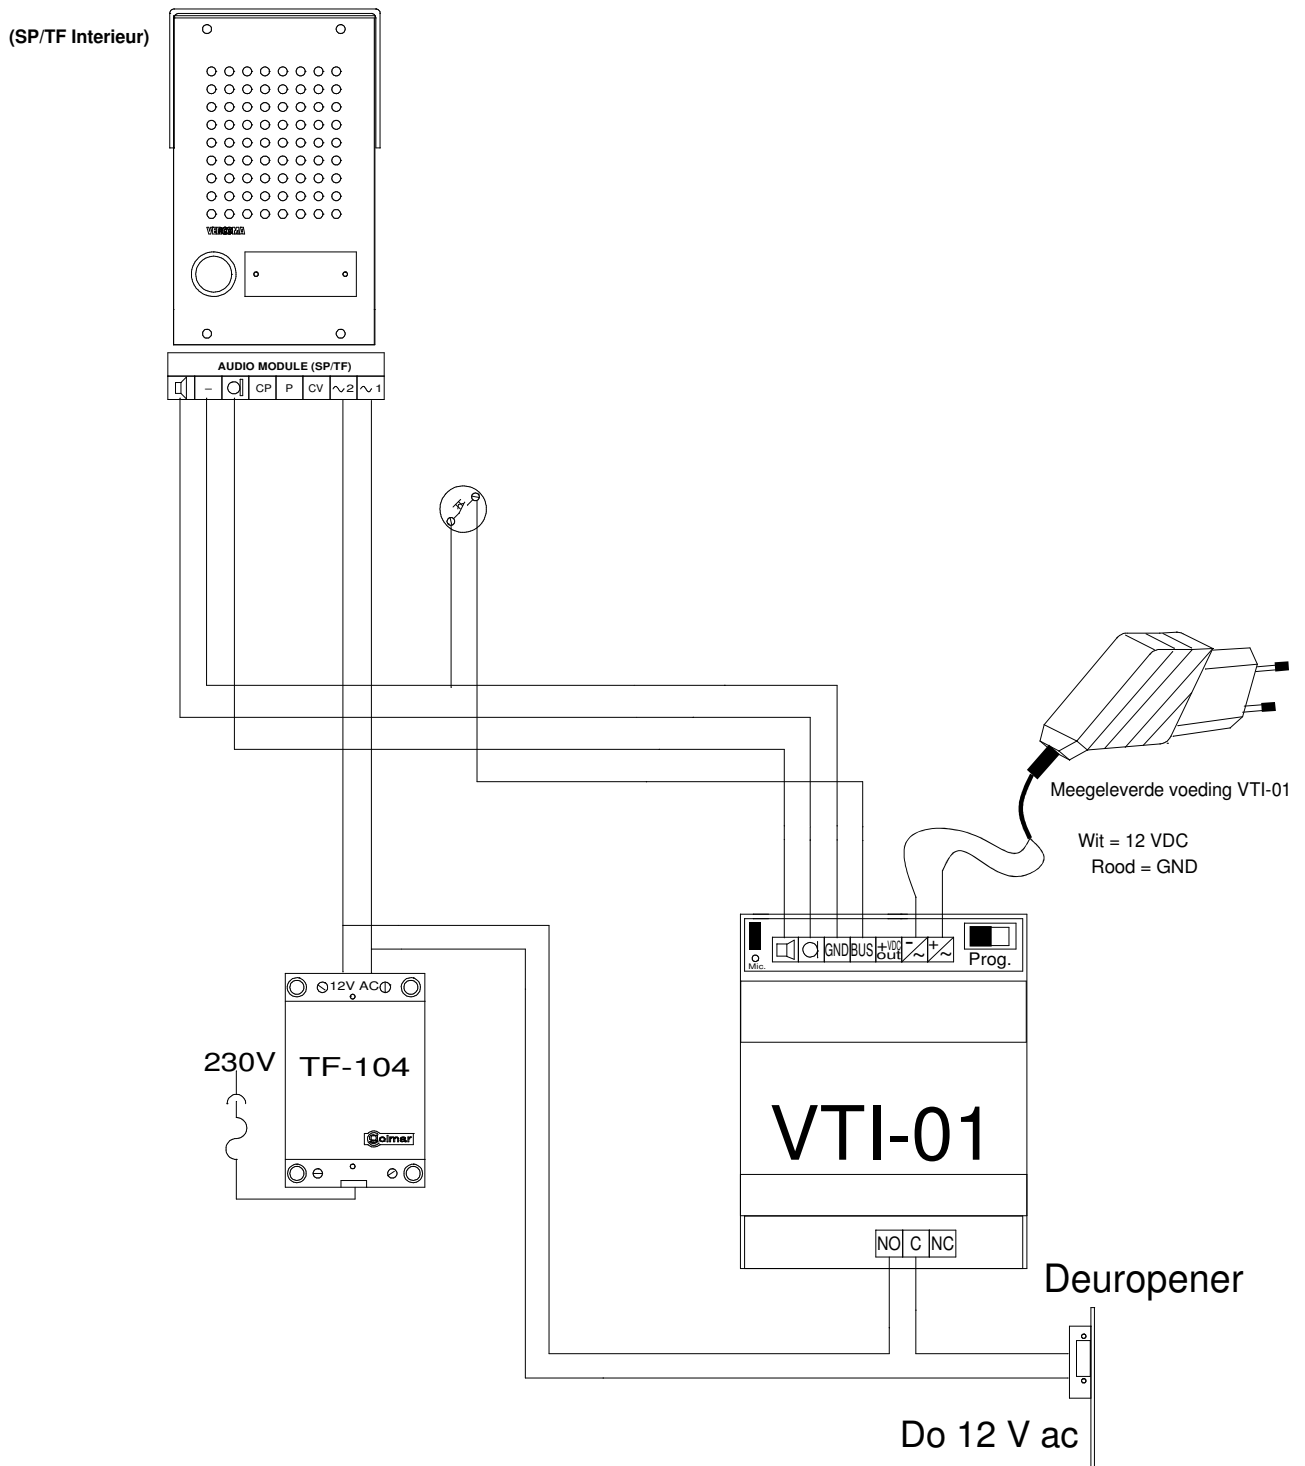 (SP/TF Interieur)
VERCOMA
AUDIO MODULE (SP/TF)
– CP P CV ~2 ~1
Meegeleverde voeding VTI-01
Wit = 12 VDC
Rood = GND
GND BUS +VDC out -/~ +/~
Mic.
Prog.
12V AC
230V
TF-104
Golmar
VTI-01
NO C NC
Deuropener
Do 12 V ac